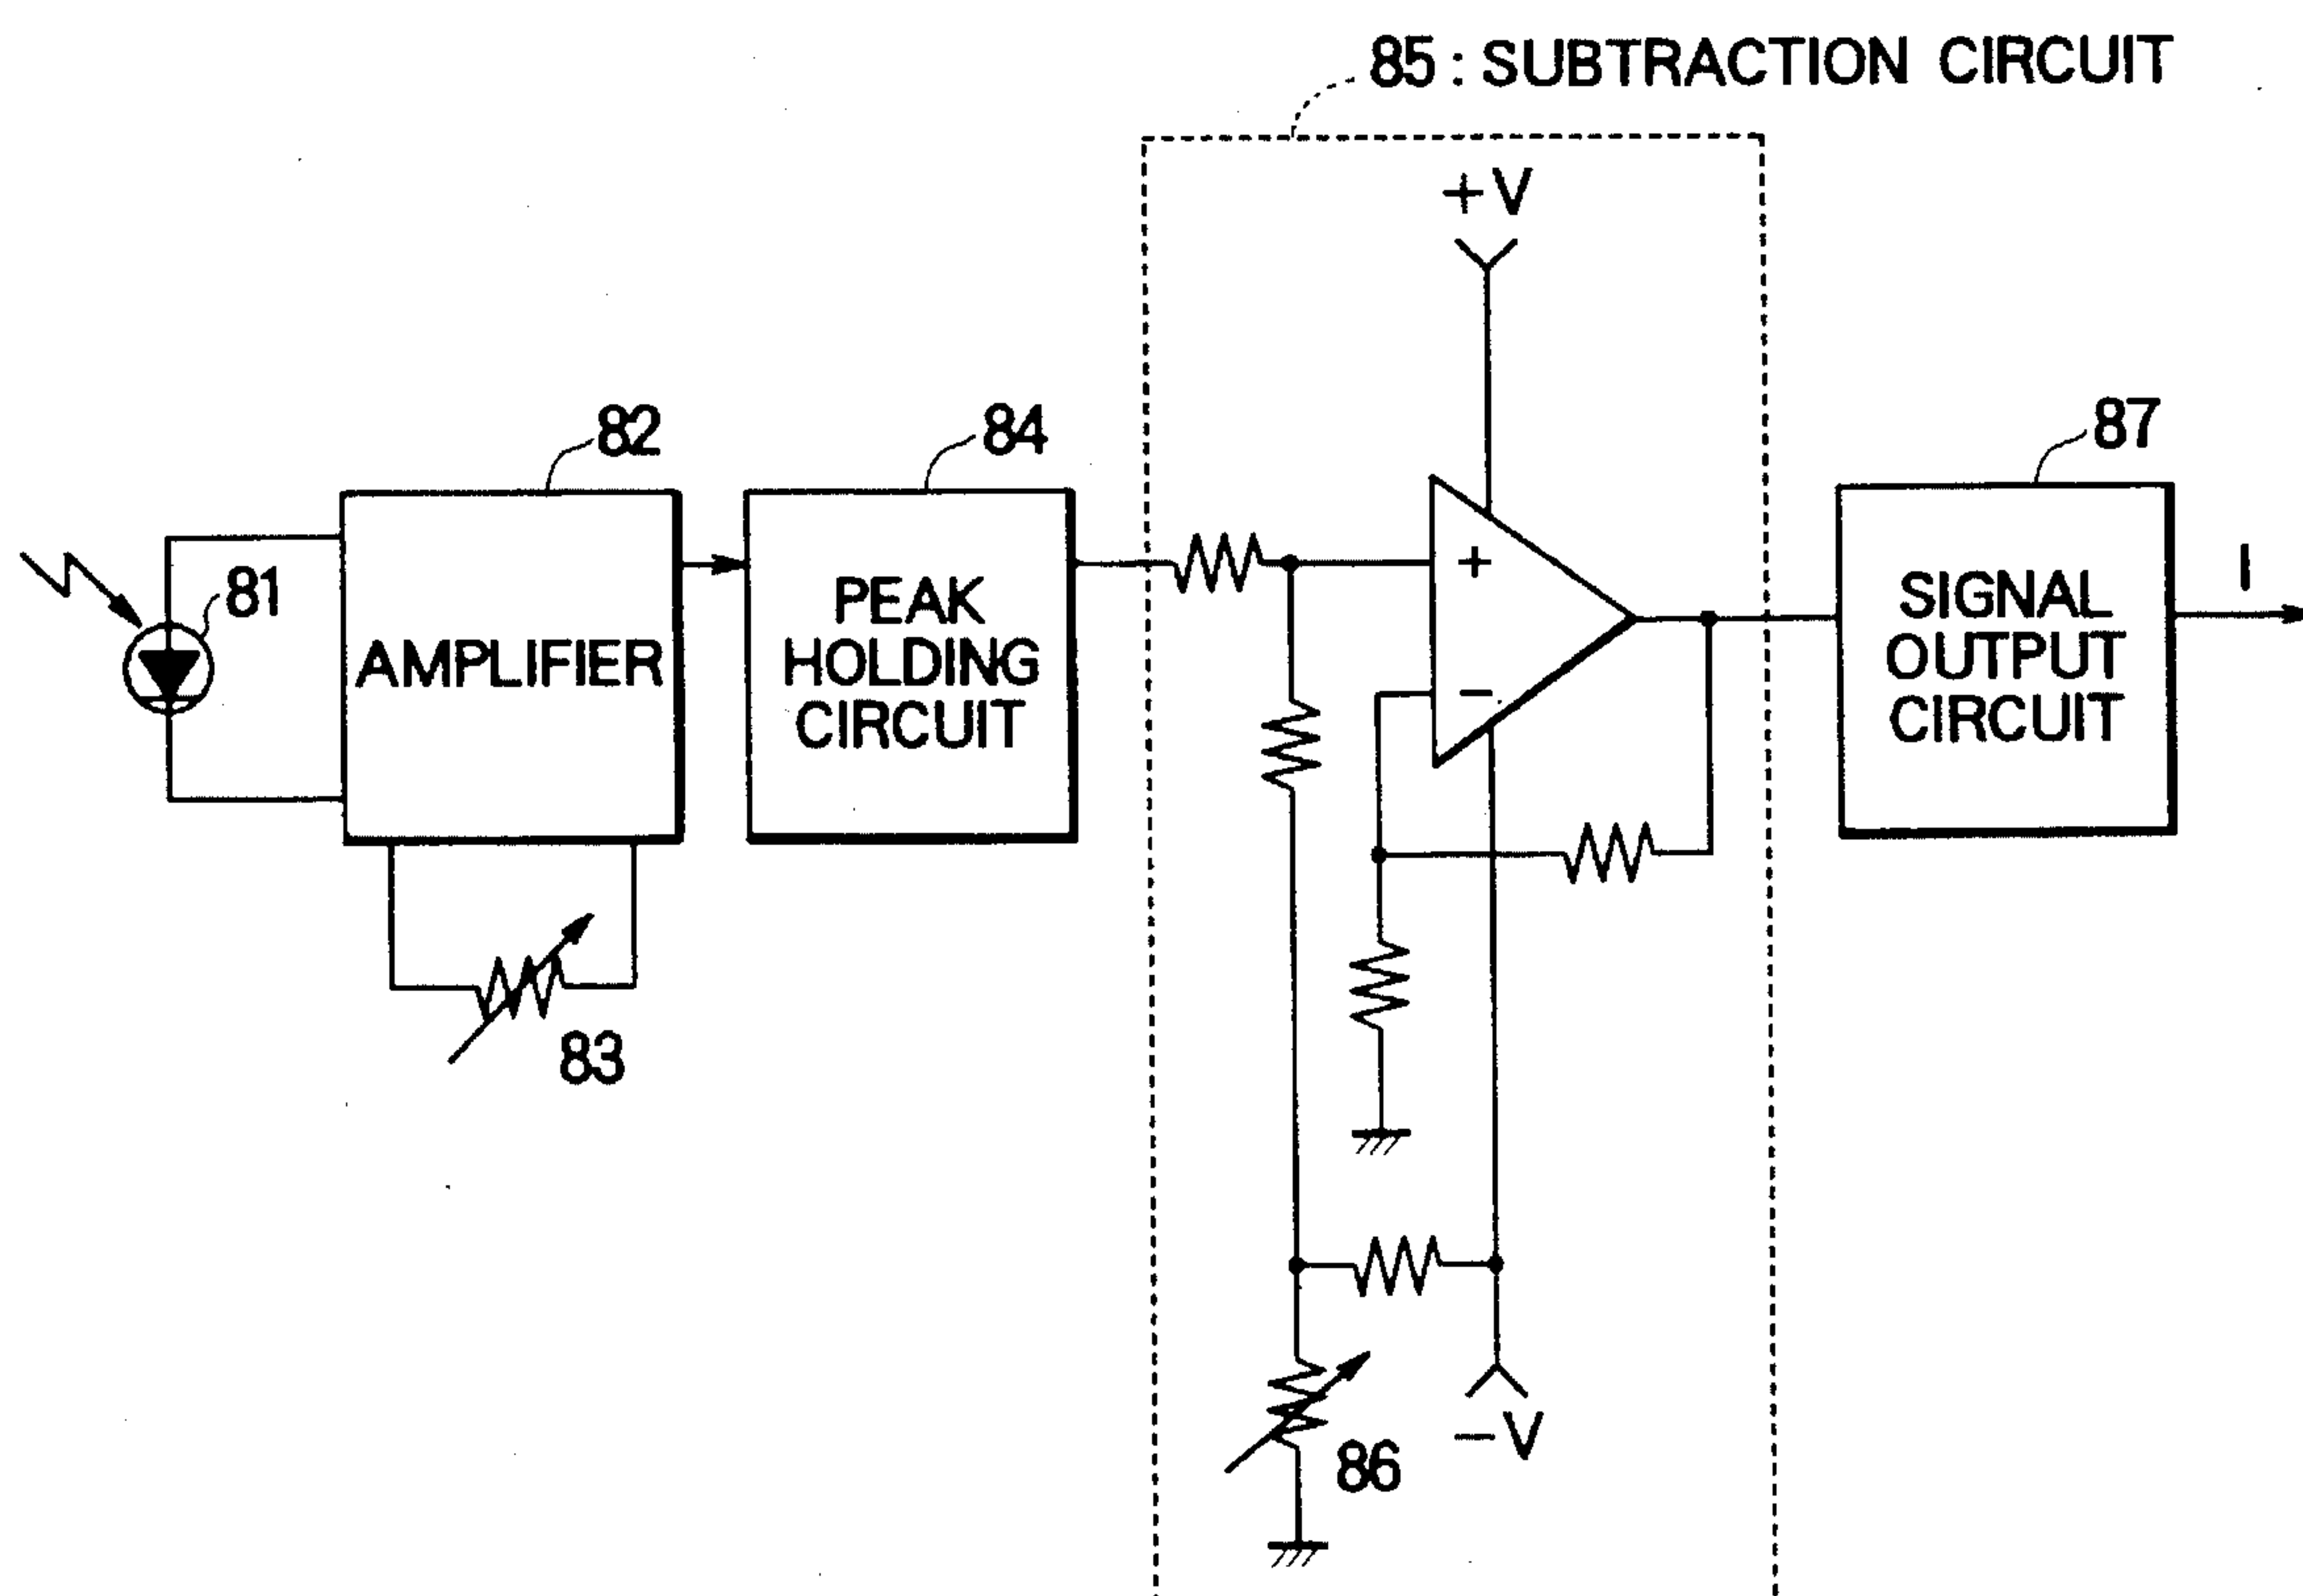 85 : SUBTRACTION CIRCUIT
+V
82
84
87
81
AMPLIFIER
PEAK
HOLDING
CIRCUIT
+
−
SIGNAL
OUTPUT
CIRCUIT
I
83
86
−V